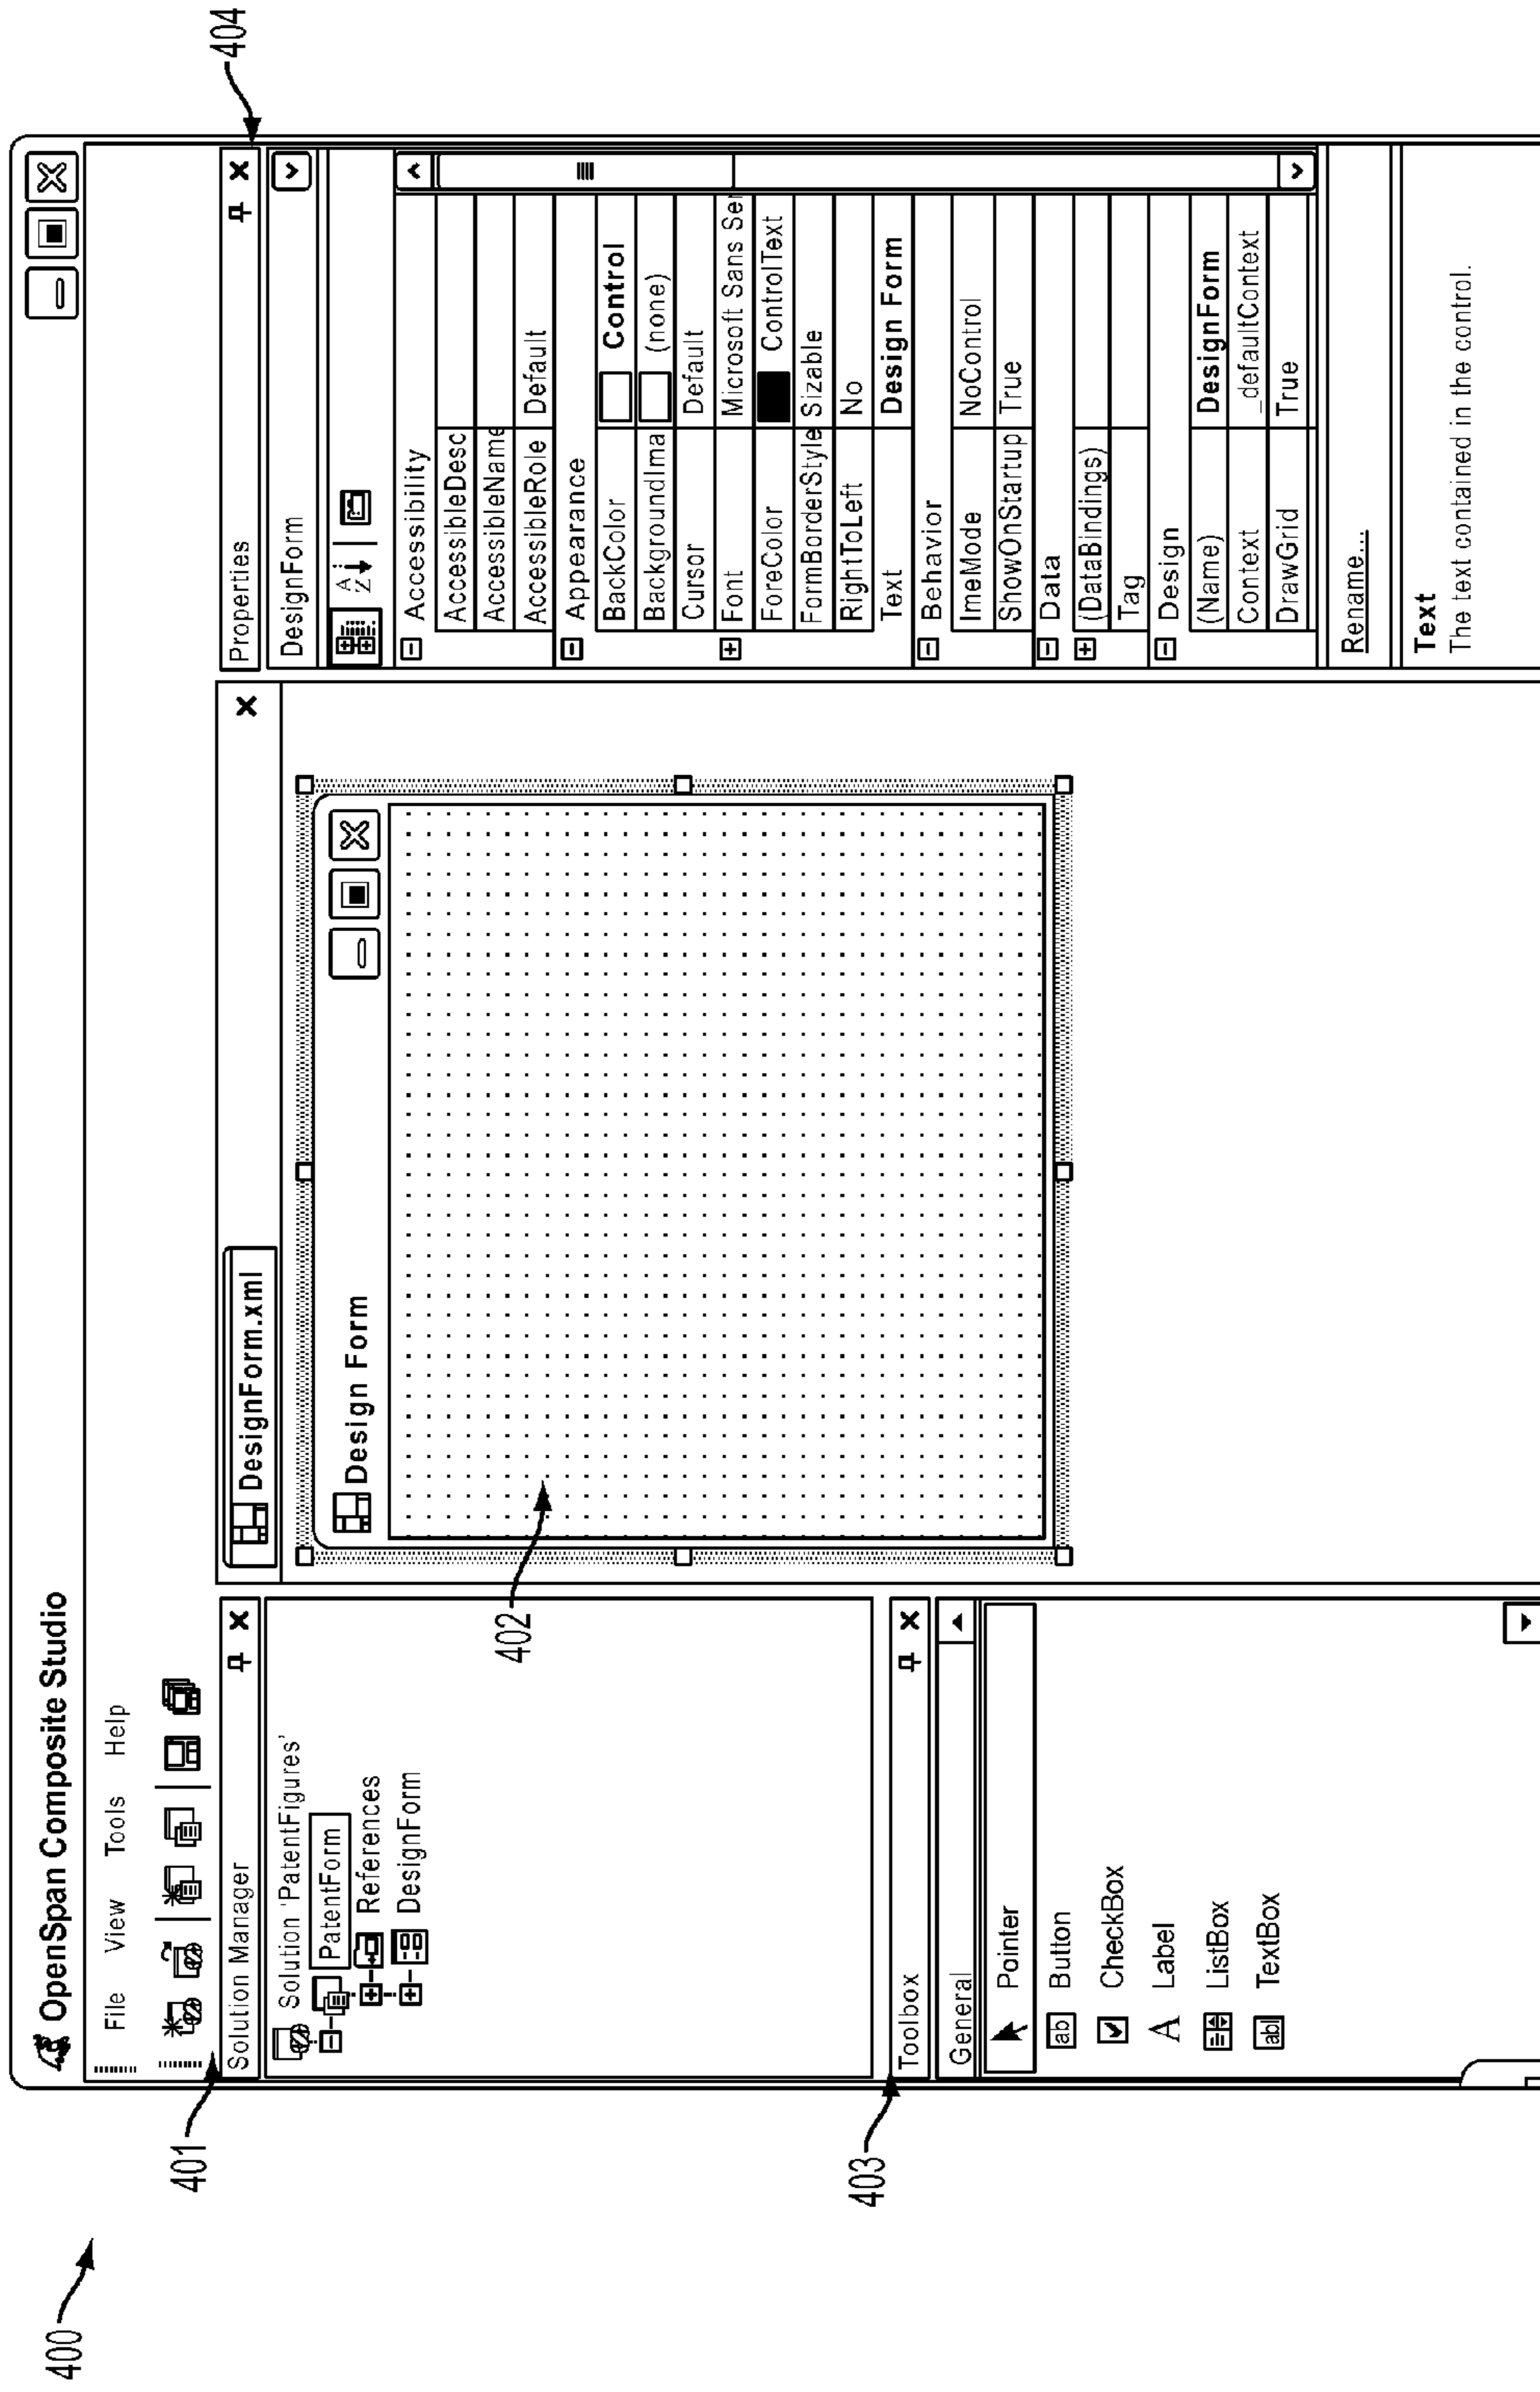 400
OpenSpan Composite Studio
File View Tools Help
401
Solution Manager
Solution 'PatentFigures'
PatentForm
References
DesignForm
403
Toolbox
General
Pointer
ab Button
CheckBox
A Label
ListBox
abl TextBox
DesignForm.xml
Design Form
402
404
Properties
DesignForm
A Z
Accessibility
AccessibleDesc
AccessibleName
AccessibleRole Default
Appearance
BackColor Control
BackgroundIma (none)
Cursor Default
Font Microsoft Sans Ser
ForeColor ControlText
FormBorderStyle Sizable
RightToLeft No
Text Design Form
Behavior
ImeMode NoControl
ShowOnStartup True
Data
(DataBindings)
Tag
Design
(Name) DesignForm
Context _defaultContext
DrawGrid True
Rename...
Text
The text contained in the control.